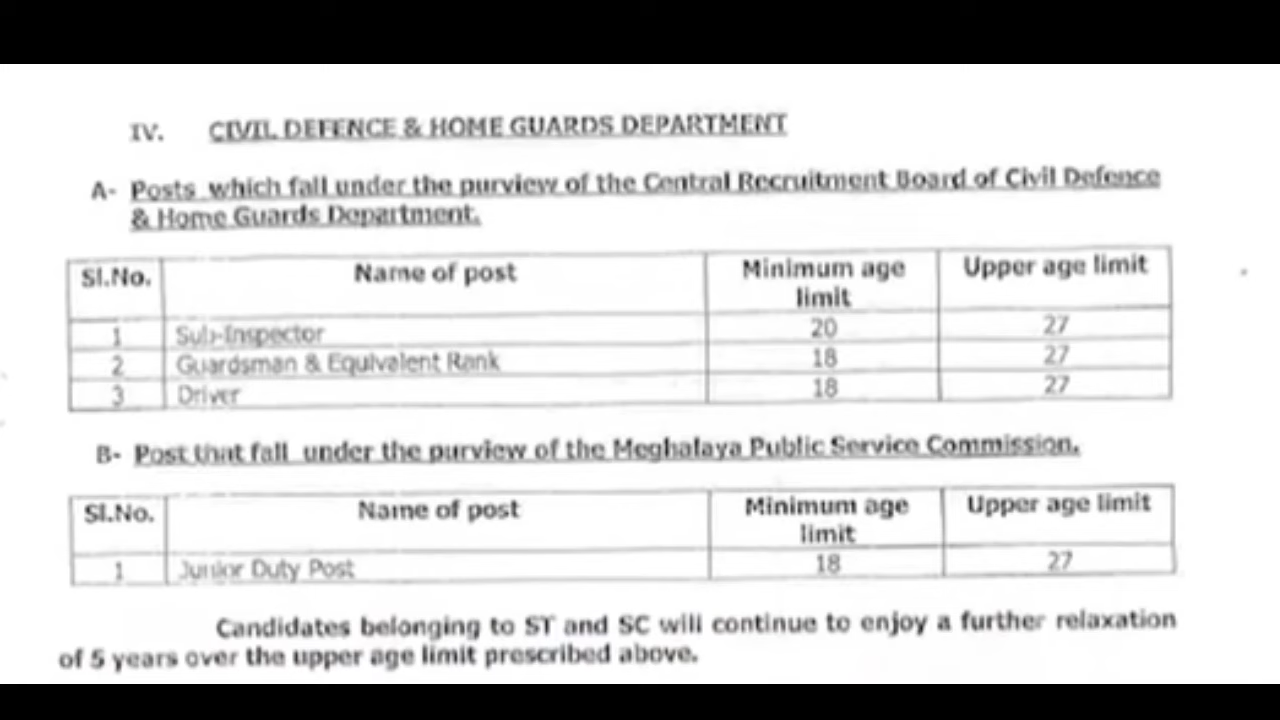 IV. CIVIL DEFENCE & HOME GUARDS DEPARTMENT
A- Posts which fall under the purview of the Central Recruitment Board of Civil Defence
& Home Guards Department.
Sl.No. Name of post Minimum age limit Upper age limit
1 Sub-Inspector 20 27
2 Guardsman & Equivalent Rank 18 27
3 Driver 18 27
B- Post that fall under the purview of the Meghalaya Public Service Commission.
Sl.No. Name of post Minimum age limit Upper age limit
1 Junior Duty Post 18 27
Candidates belonging to ST and SC will continue to enjoy a further relaxation
of 5 years over the upper age limit prescribed above.